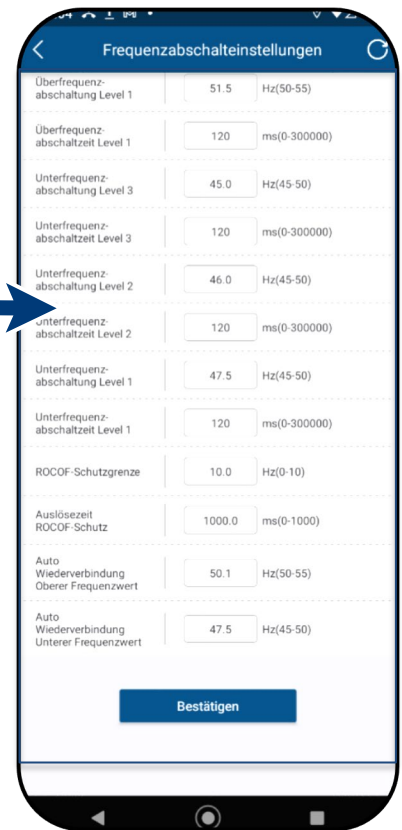 Frequenzabschalteinstellungen
Überfrequenz-
abschaltung Level 1
51.5 Hz(50-55)
Überfrequenz-
abschaltzeit Level 1
120 ms(0-300000)
Unterfrequenz-
abschaltung Level 3
45.0 Hz(45-50)
Unterfrequenz-
abschaltzeit Level 3
120 ms(0-300000)
Unterfrequenz-
abschaltung Level 2
46.0 Hz(45-50)
Unterfrequenz-
abschaltzeit Level 2
120 ms(0-300000)
Unterfrequenz-
abschaltung Level 1
47.5 Hz(45-50)
Unterfrequenz-
abschaltzeit Level 1
120 ms(0-300000)
ROCOF-Schutzgrenze
10.0 Hz(0-10)
Auslösezeit
ROCOF-Schutz
1000.0 ms(0-1000)
Auto
Wiederverbindung
Oberer Frequenzwert
50.1 Hz(50-55)
Auto
Wiederverbindung
Unterer Frequenzwert
47.5 Hz(45-50)
Bestätigen